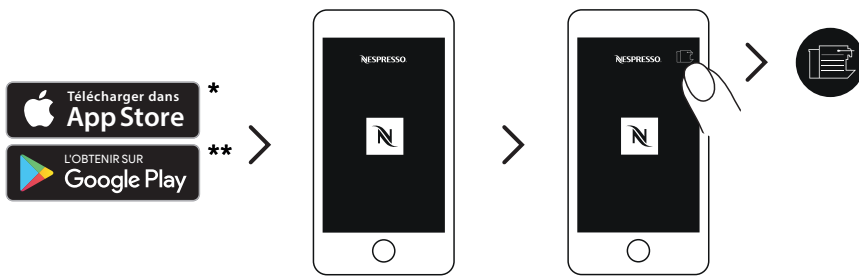 Télécharger dans
App Store
*
L'OBTENIR SUR
Google Play
**
NESPRESSO
N
NESPRESSO
N